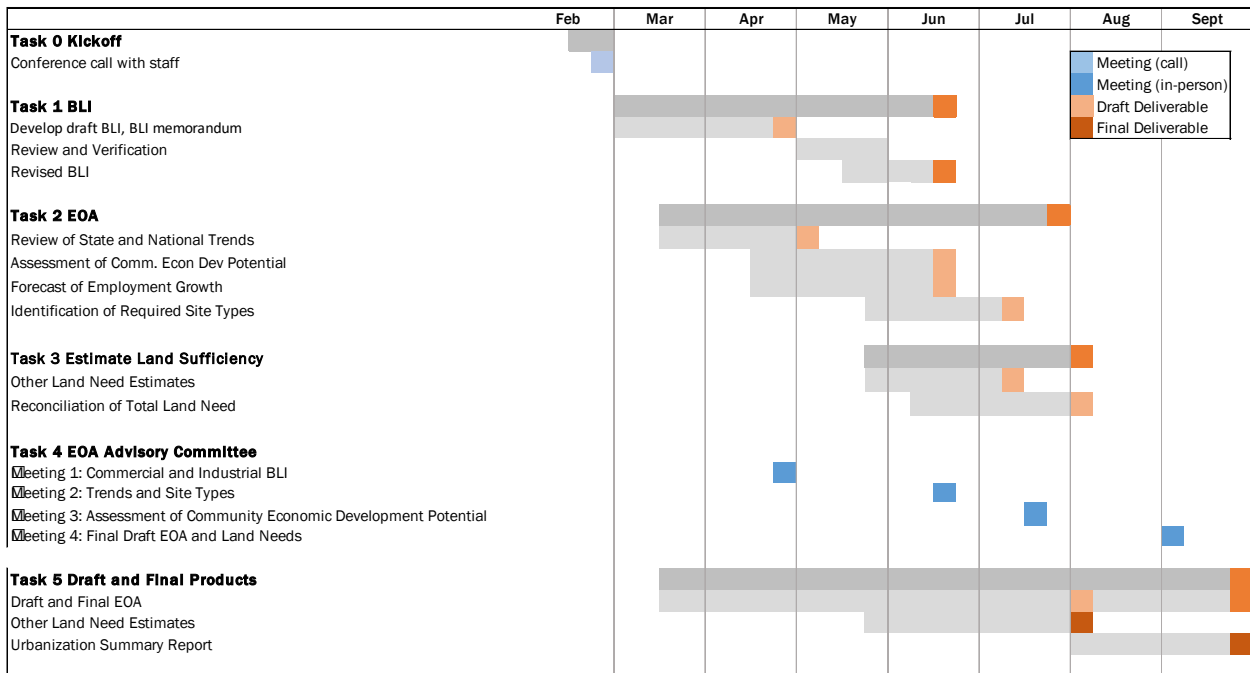 Feb Mar Apr May Jun Jul Aug Sept
Task 0 Kickoff
Conference call with staff
Meeting (call)
Meeting (in-person)
Draft Deliverable
Final Deliverable
Task 1 BLI
Develop draft BLI, BLI memorandum
Review and Verification
Revised BLI
Task 2 EOA
Review of State and National Trends
Assessment of Comm. Econ Dev Potential
Forecast of Employment Growth
Identification of Required Site Types
Task 3 Estimate Land Sufficiency
Other Land Need Estimates
Reconciliation of Total Land Need
Task 4 EOA Advisory Committee
Meeting 1: Commercial and Industrial BLI
Meeting 2: Trends and Site Types
Meeting 3: Assessment of Community Economic Development Potential
Meeting 4: Final Draft EOA and Land Needs
Task 5 Draft and Final Products
Draft and Final EOA
Other Land Need Estimates
Urbanization Summary Report